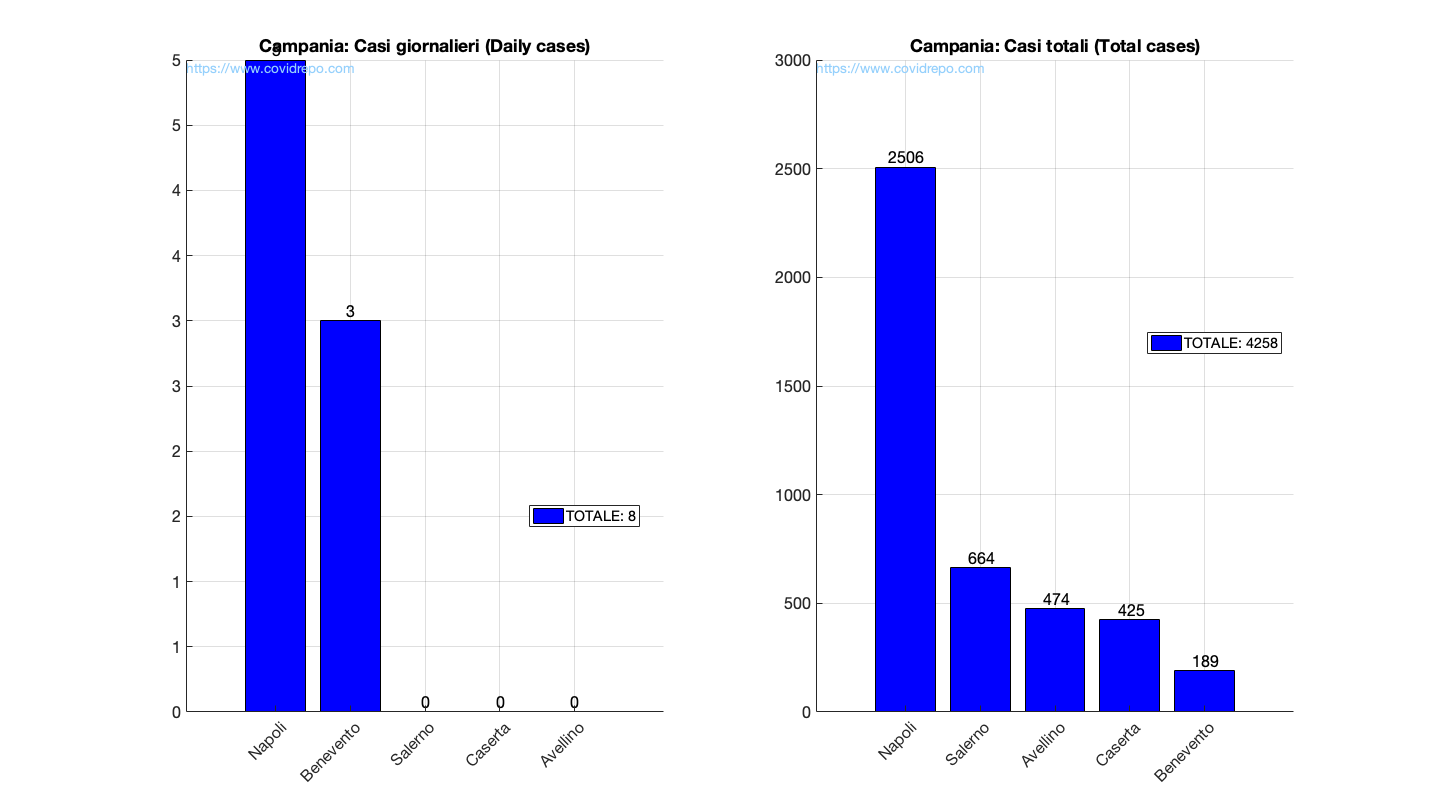 Campania: Casi giornalieri (Daily cases)
https://www.covidrepo.com
5
5
4
4
3
3
2
2
1
1
0
3
0
0
0
TOTALE: 8
Napoli
Benevento
Salerno
Caserta
Avellino
Campania: Casi totali (Total cases)
https://www.covidrepo.com
3000
2500
2000
1500
1000
500
0
2506
664
474
425
189
TOTALE: 4258
Napoli
Salerno
Avellino
Caserta
Benevento